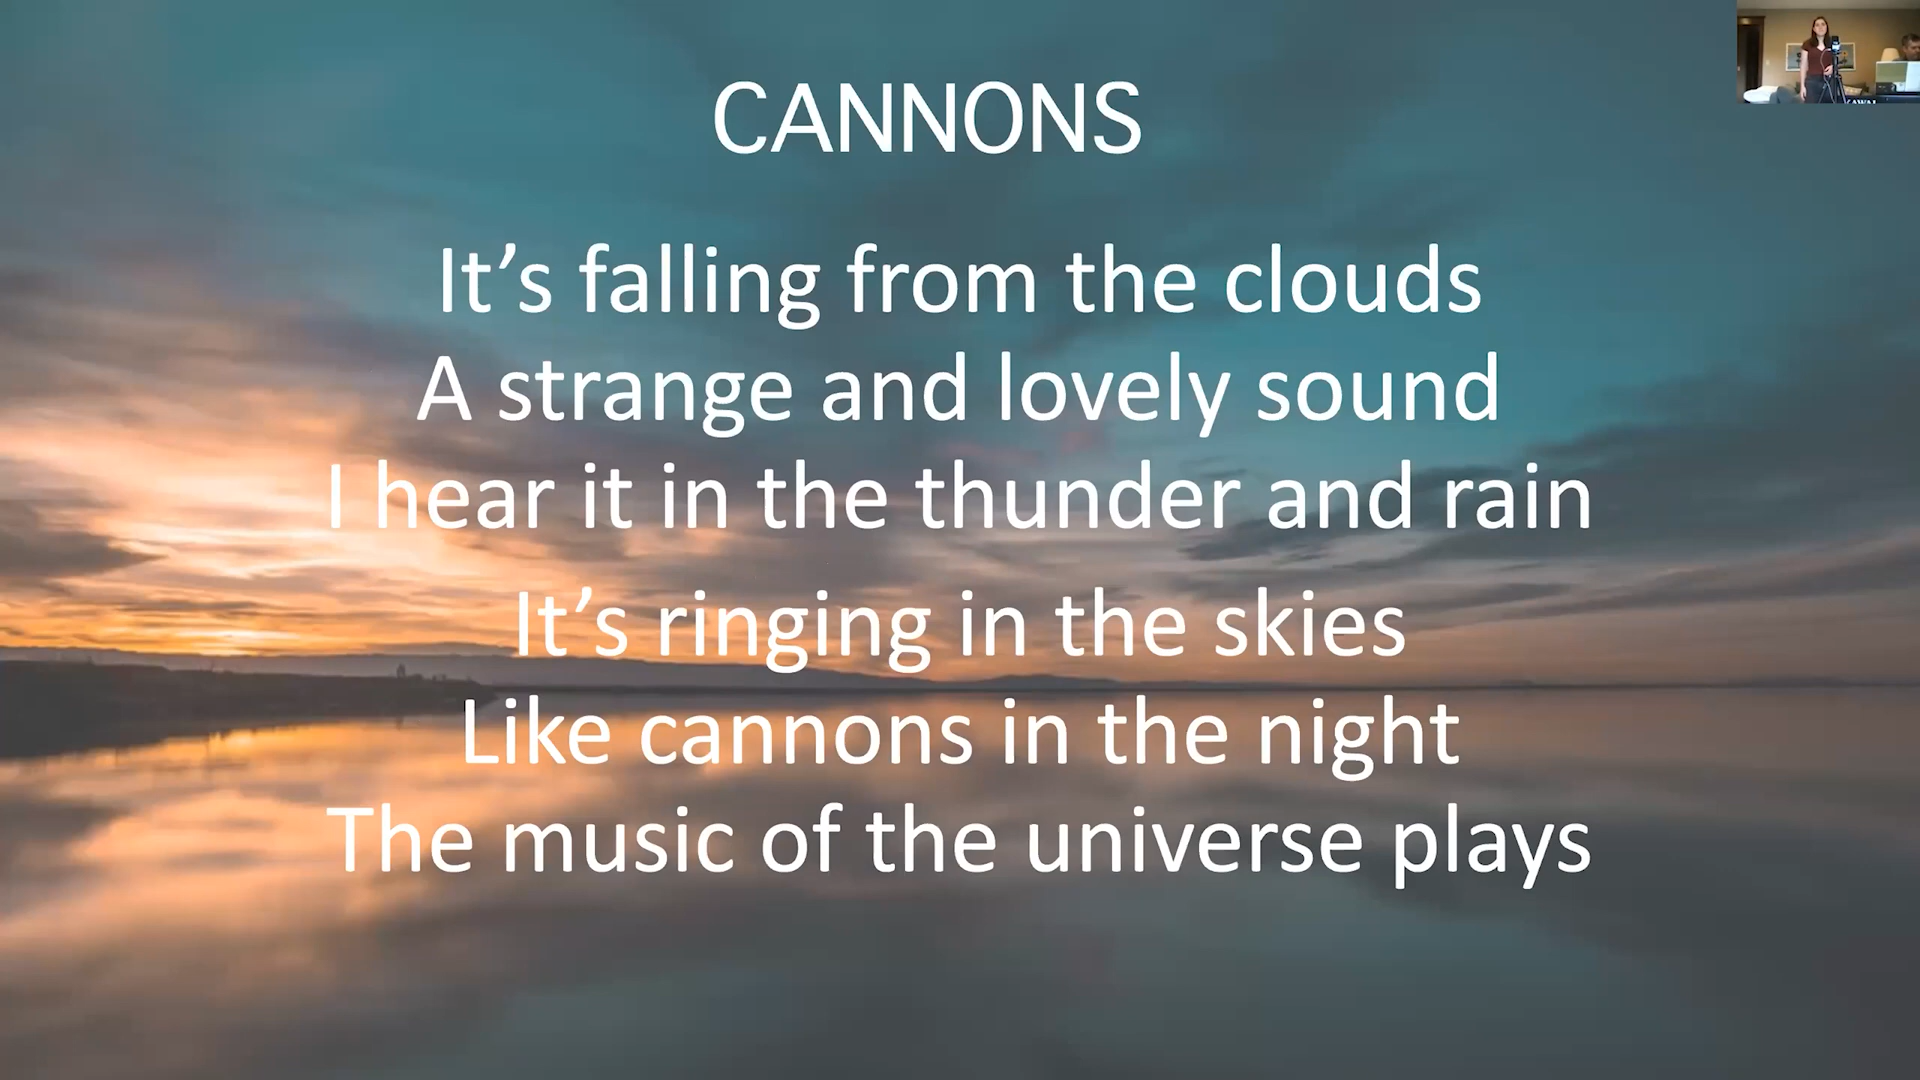 CANNONS
It’s falling from the clouds
A strange and lovely sound
I hear it in the thunder and rain
It’s ringing in the skies
Like cannons in the night
The music of the universe plays
KAWAI